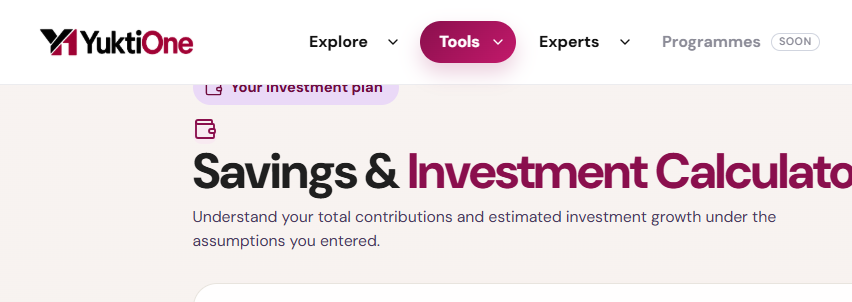 YuktiOne
Explore Tools Experts Programmes SOON
Your investment plan
Savings & Investment Calculato
Understand your total contributions and estimated investment growth under the
assumptions you entered.